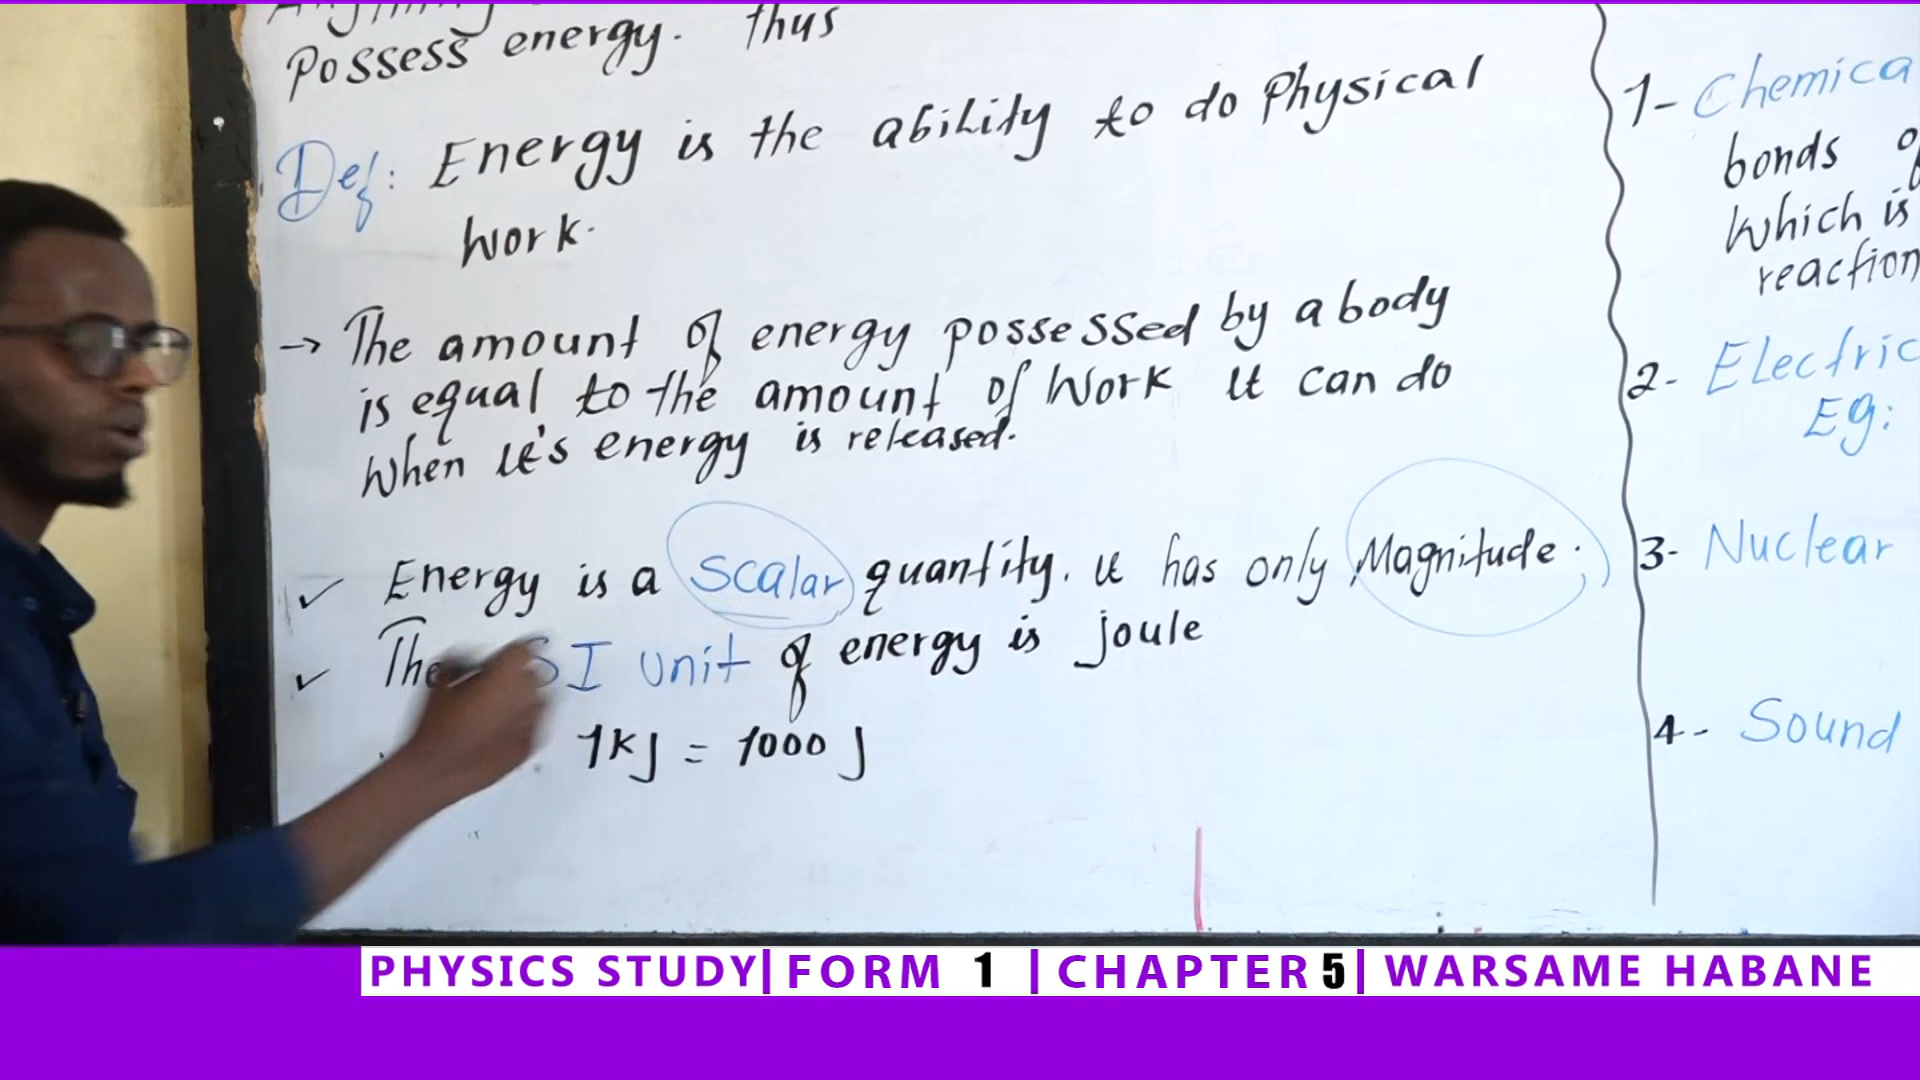 Possess energy. thus
Def: Energy is the ability to do Physical
work.
→ The amount of energy possessed by a body
is equal to the amount of work it can do
when it's energy is released.
✓ Energy is a scalar quantity. it has only Magnitude.
✓ The SI unit of energy is joule
1KJ = 1000 J
1- Chemica
bonds
which is
reaction
2- Electric
Eg:
3- Nuclear
4- Sound
PHYSICS STUDY| FORM 1 | CHAPTER 5 | WARSAME HABANE